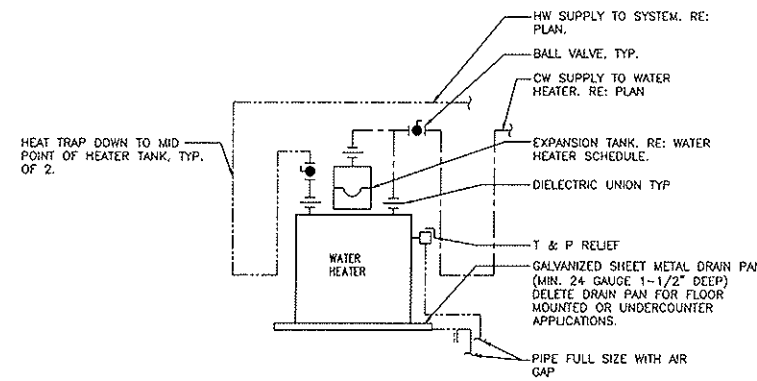 HW SUPPLY TO SYSTEM. RE:
PLAN.
BALL VALVE, TYP.
CW SUPPLY TO WATER
HEATER. RE: PLAN
HEAT TRAP DOWN TO MID
POINT OF HEATER TANK, TYP.
OF 2.
EXPANSION TANK. RE: WATER
HEATER SCHEDULE.
DIELECTRIC UNION TYP
T & P RELIEF
WATER
HEATER
GALVANIZED SHEET METAL DRAIN PAN
(MIN. 24 GAUGE 1-1/2" DEEP)
DELETE DRAIN PAN FOR FLOOR
MOUNTED OR UNDERCOUNTER
APPLICATIONS.
PIPE FULL SIZE WITH AIR
GAP